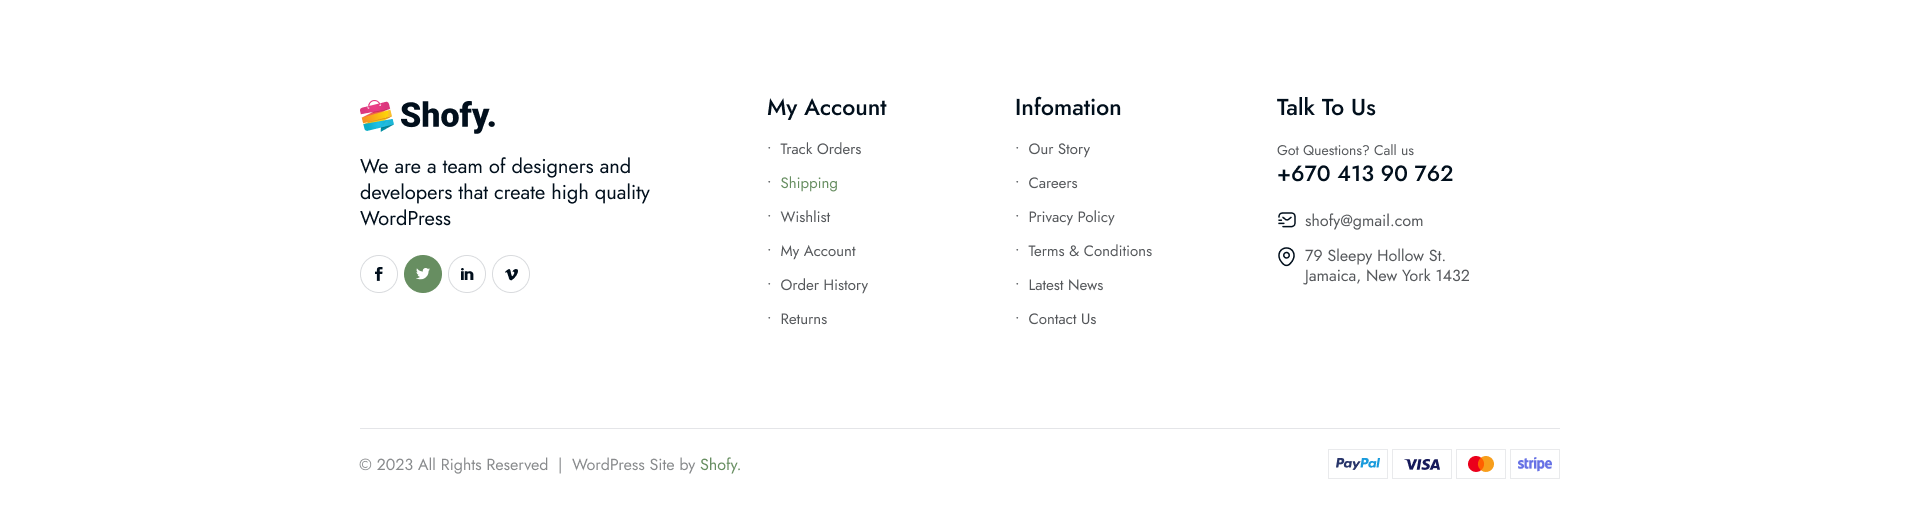 Shofy.
We are a team of designers and
developers that create high quality
WordPress
My Account
· Track Orders
· Shipping
· Wishlist
· My Account
· Order History
· Returns
Infomation
· Our Story
· Careers
· Privacy Policy
· Terms & Conditions
· Latest News
· Contact Us
Talk To Us
Got Questions? Call us
+670 413 90 762
shofy@gmail.com
79 Sleepy Hollow St.
Jamaica, New York 1432
© 2023 All Rights Reserved | WordPress Site by Shofy.
PayPal VISA stripe